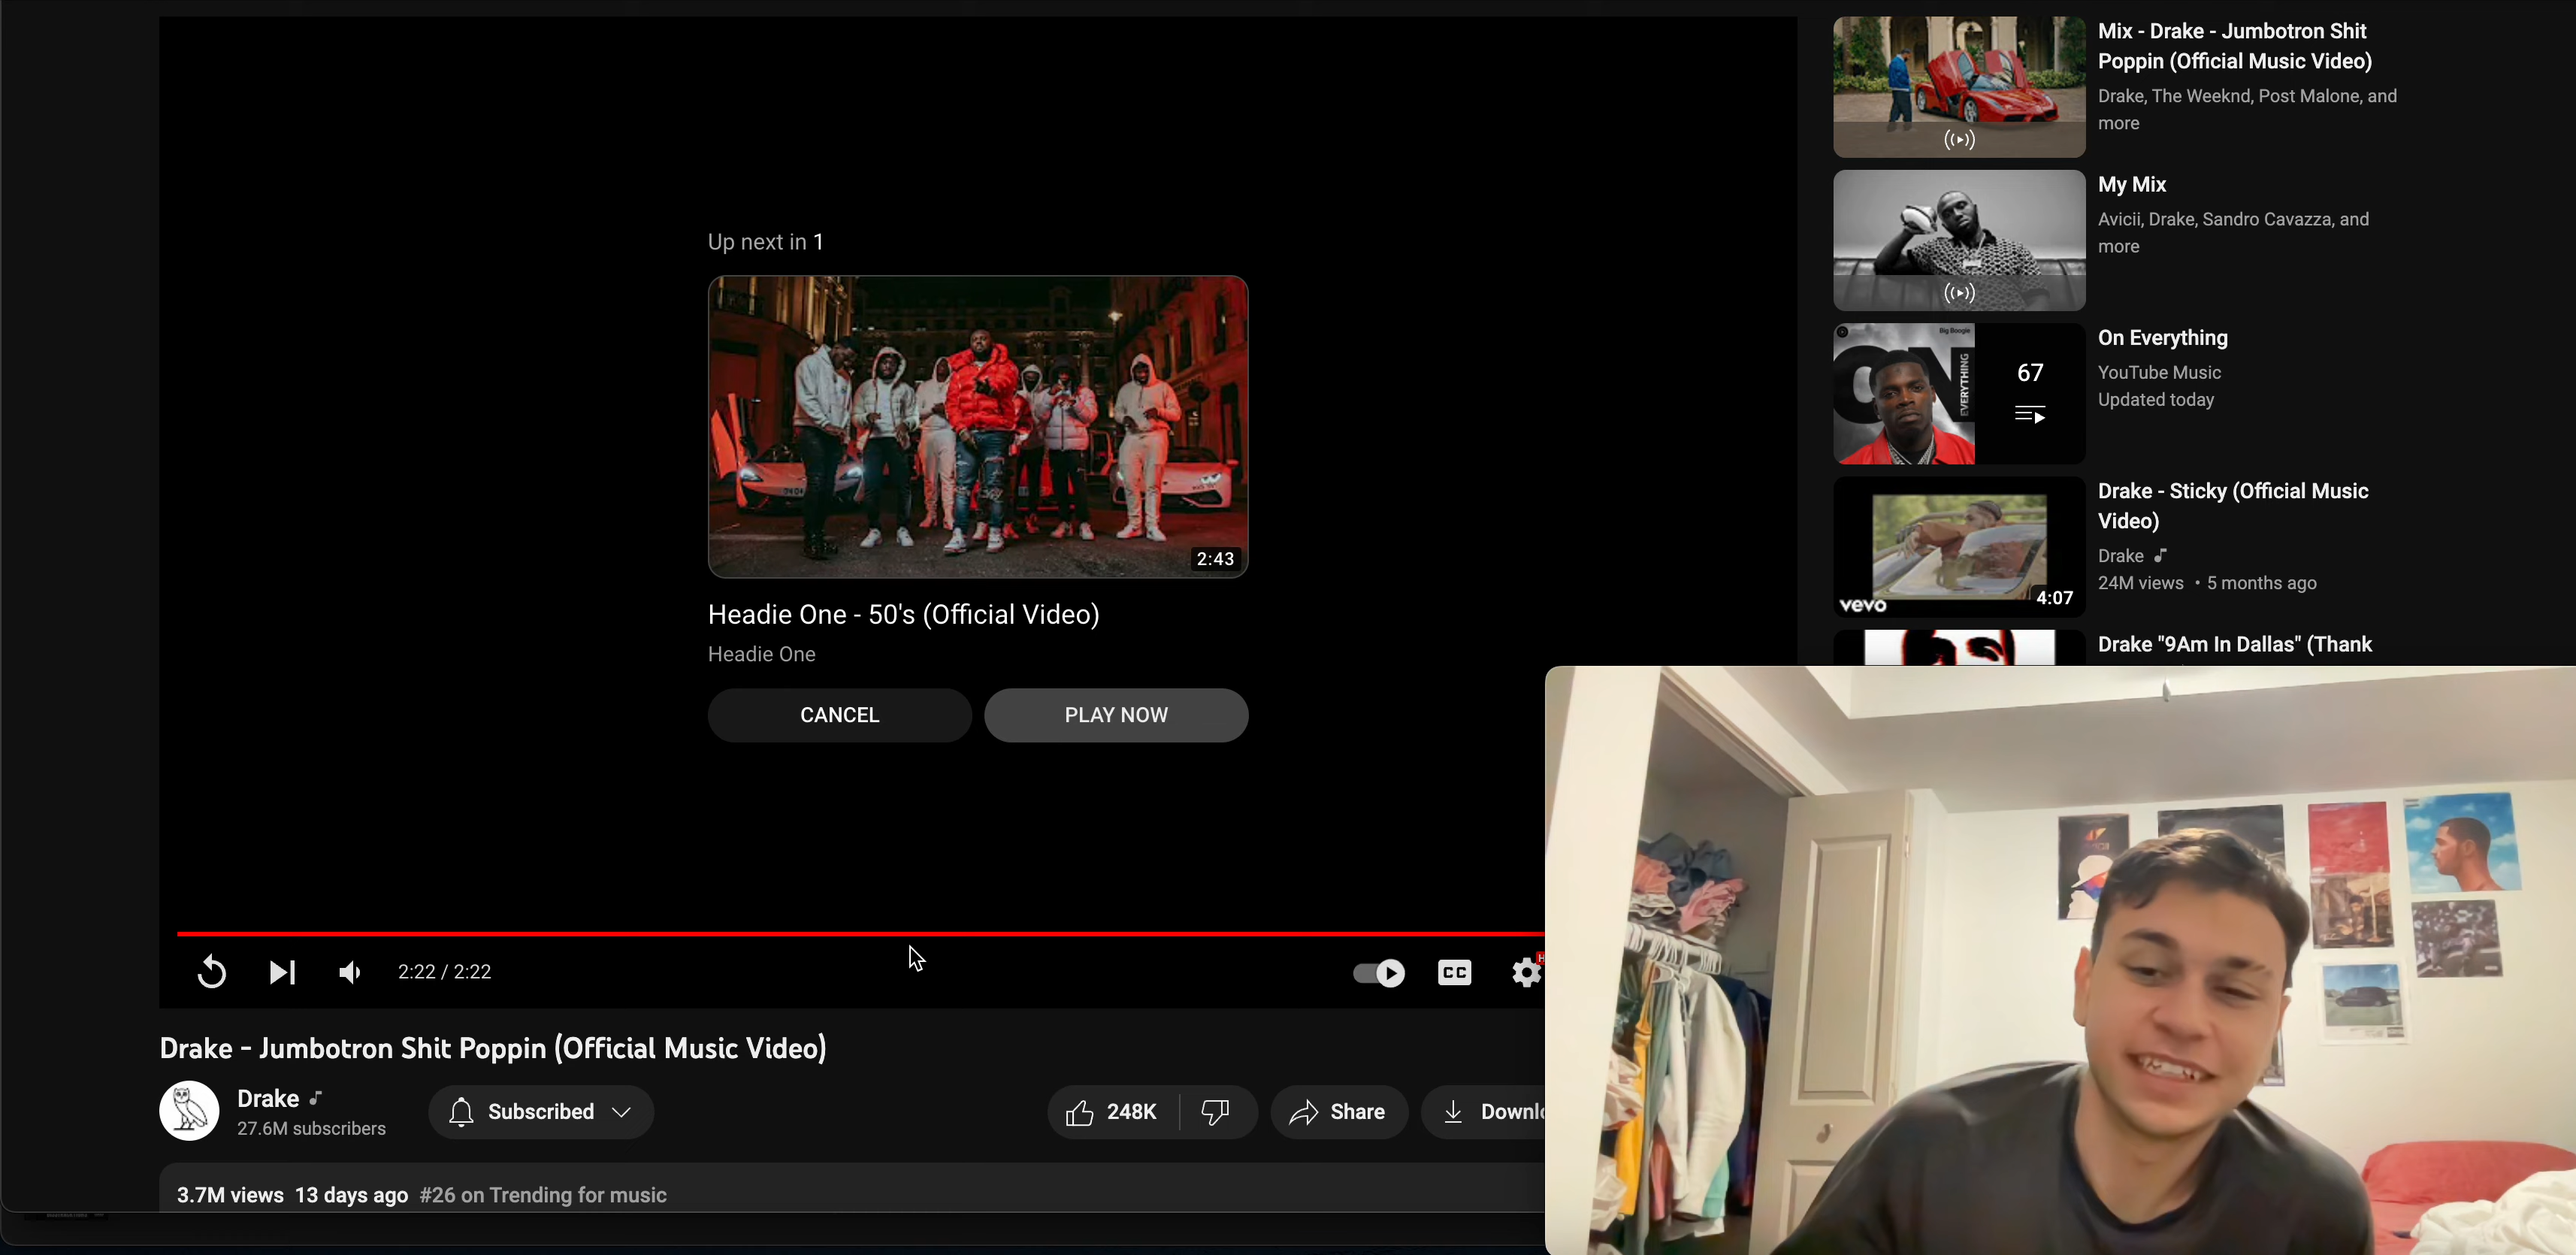 Up next in 1
2:43
Headie One - 50's (Official Video)
Headie One
CANCEL
PLAY NOW
2:22 / 2:22
CC
Drake - Jumbotron Shit Poppin (Official Music Video)
Drake
27.6M subscribers
Subscribed
248K
Share
Downlo
3.7M views 13 days ago #26 on Trending for music
Mix - Drake - Jumbotron Shit
Poppin (Official Music Video)
Drake, The Weeknd, Post Malone, and
more
My Mix
Avicii, Drake, Sandro Cavazza, and
more
Big Boogie
ON
EVERYTHING
67
On Everything
YouTube Music
Updated today
vevo
4:07
Drake - Sticky (Official Music
Video)
Drake
24M views • 5 months ago
Drake "9Am In Dallas" (Thank